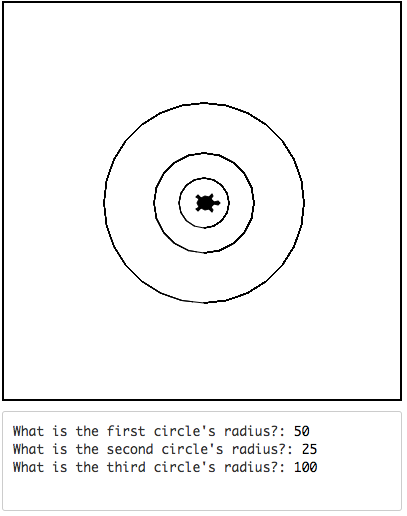 What is the first circle's radius?: 50
What is the second circle's radius?: 25
What is the third circle's radius?: 100